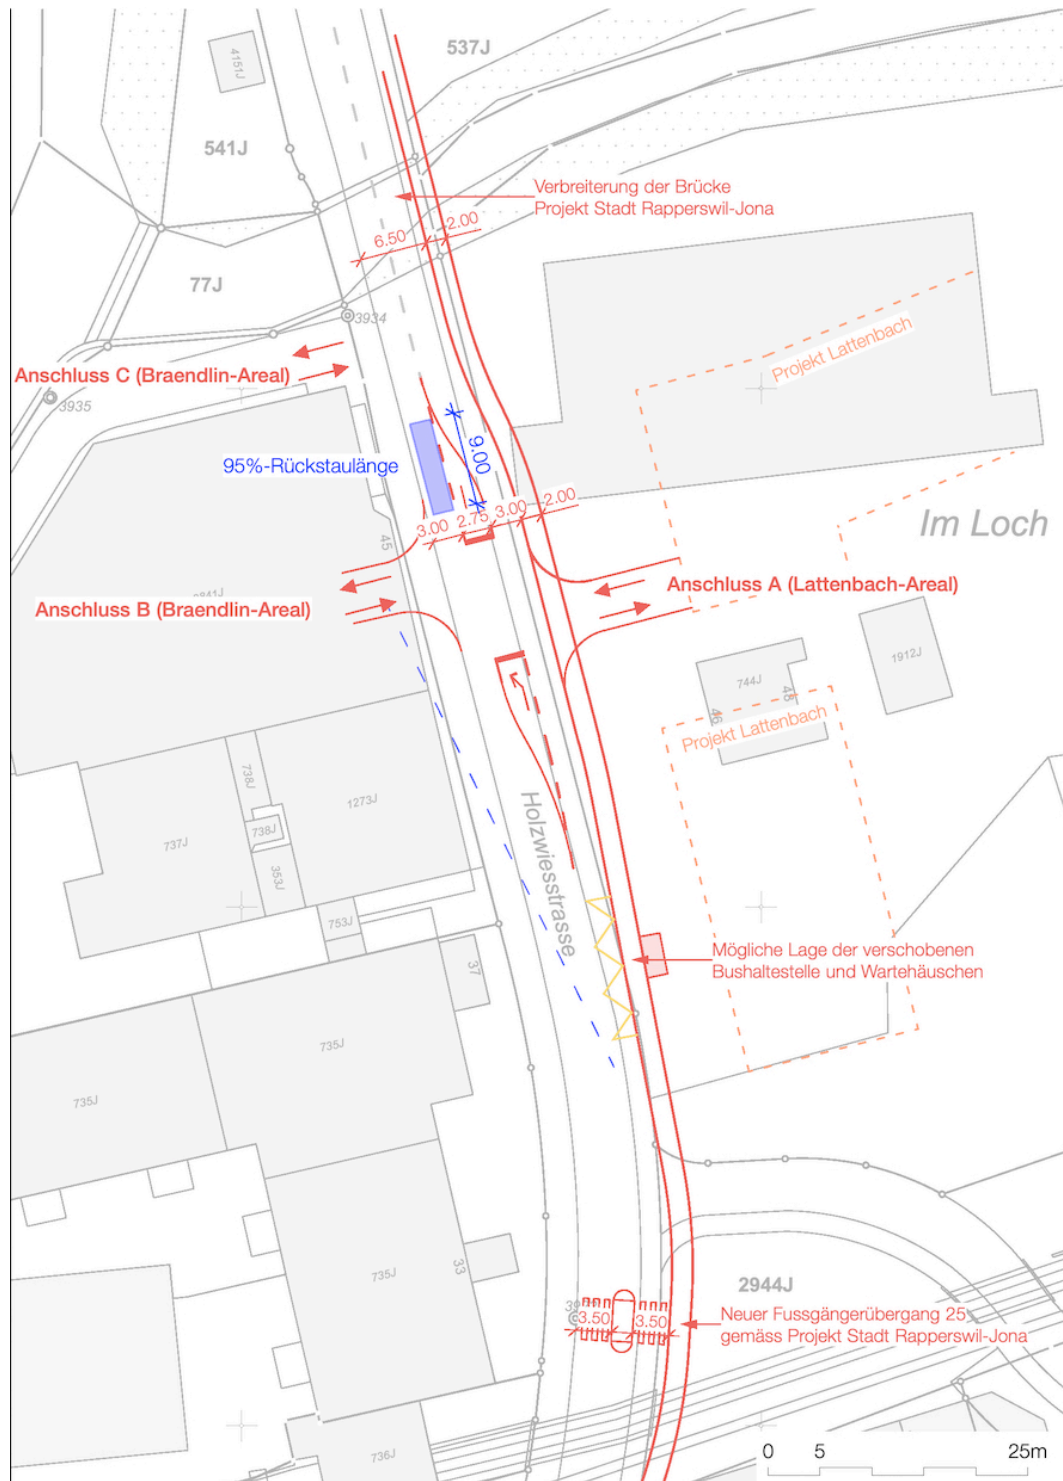 537J
4151J
541J
Verbreiterung der Brücke
Projekt Stadt Rapperswil-Jona
6.50
2.00
77J
3934
Projekt Lattenbach
Anschluss C (Braendlin-Areal)
3935
9.00
95%-Rückstaulänge
3.00 2.75 3.00 2.00
Im Loch
45
Anschluss A (Lattenbach-Areal)
Anschluss B (Braendlin-Areal)
1912J
744J
48
46
Projekt Lattenbach
738J
1273J
Holzwiesstrasse
738J
737J
353J
753J
Mögliche Lage der verschobenen
Bushaltestelle und Wartehäuschen
37
735J
735J
33
735J
2944J
3.50 3.50
Neuer Fussgängerübergang 25
gemäss Projekt Stadt Rapperswil-Jona
736J
0 5 25m